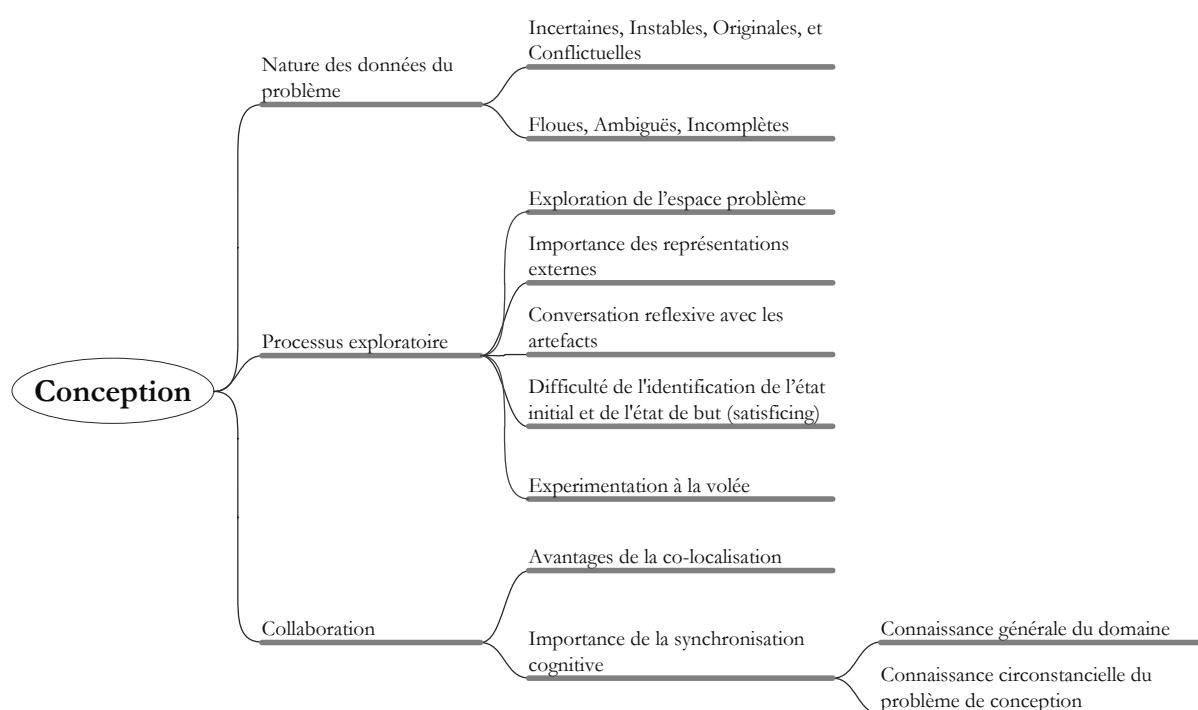 Incertaines, Instables, Originales, et
Conflictuelles
Nature des données du
problème
Floues, Ambiguës, Incomplètes
Exploration de l’espace problème
Importance des représentations
externes
Conversation reflexive avec les
artefacts
Processus exploratoire
Conception
Difficulté de l'identification de l’état
initial et de l'état de but (satisficing)
Experimentation à la volée
Avantages de la co-localisation
Collaboration
Importance de la synchronisation
cognitive
Connaissance générale du domaine
Connaissance circonstancielle du
problème de conception